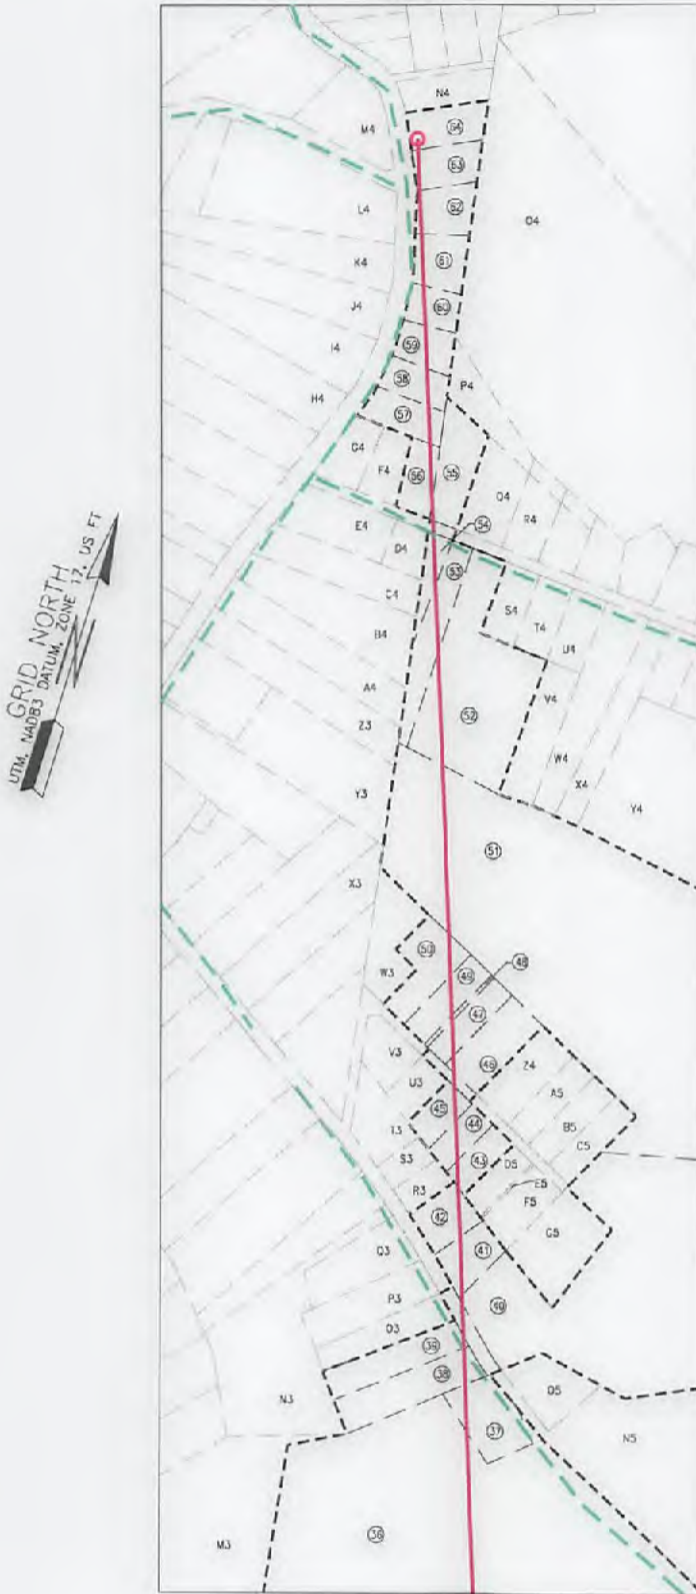 N4
64
M4
63
62
L4
O4
61
K4
60
J4
59
I4
58
P4
H4
57
G4
F4
56
55
Q4
R4
54
E4
D4
53
C4
S4
T4
B4
U4
A4
V4
Z3
52
W4
X4
Y3
Y4
51
X3
50
48
W3
49
47
V3
46
Z4
U3
A5
45
44
B5
T3
C5
S3
43
D5
E5
R3
F5
42
G5
Q3
41
P3
40
O3
39
38
O5
N3
37
N5
36
M3
GRID NORTH
UTM, NAD83 DATUM, ZONE 17, US FT